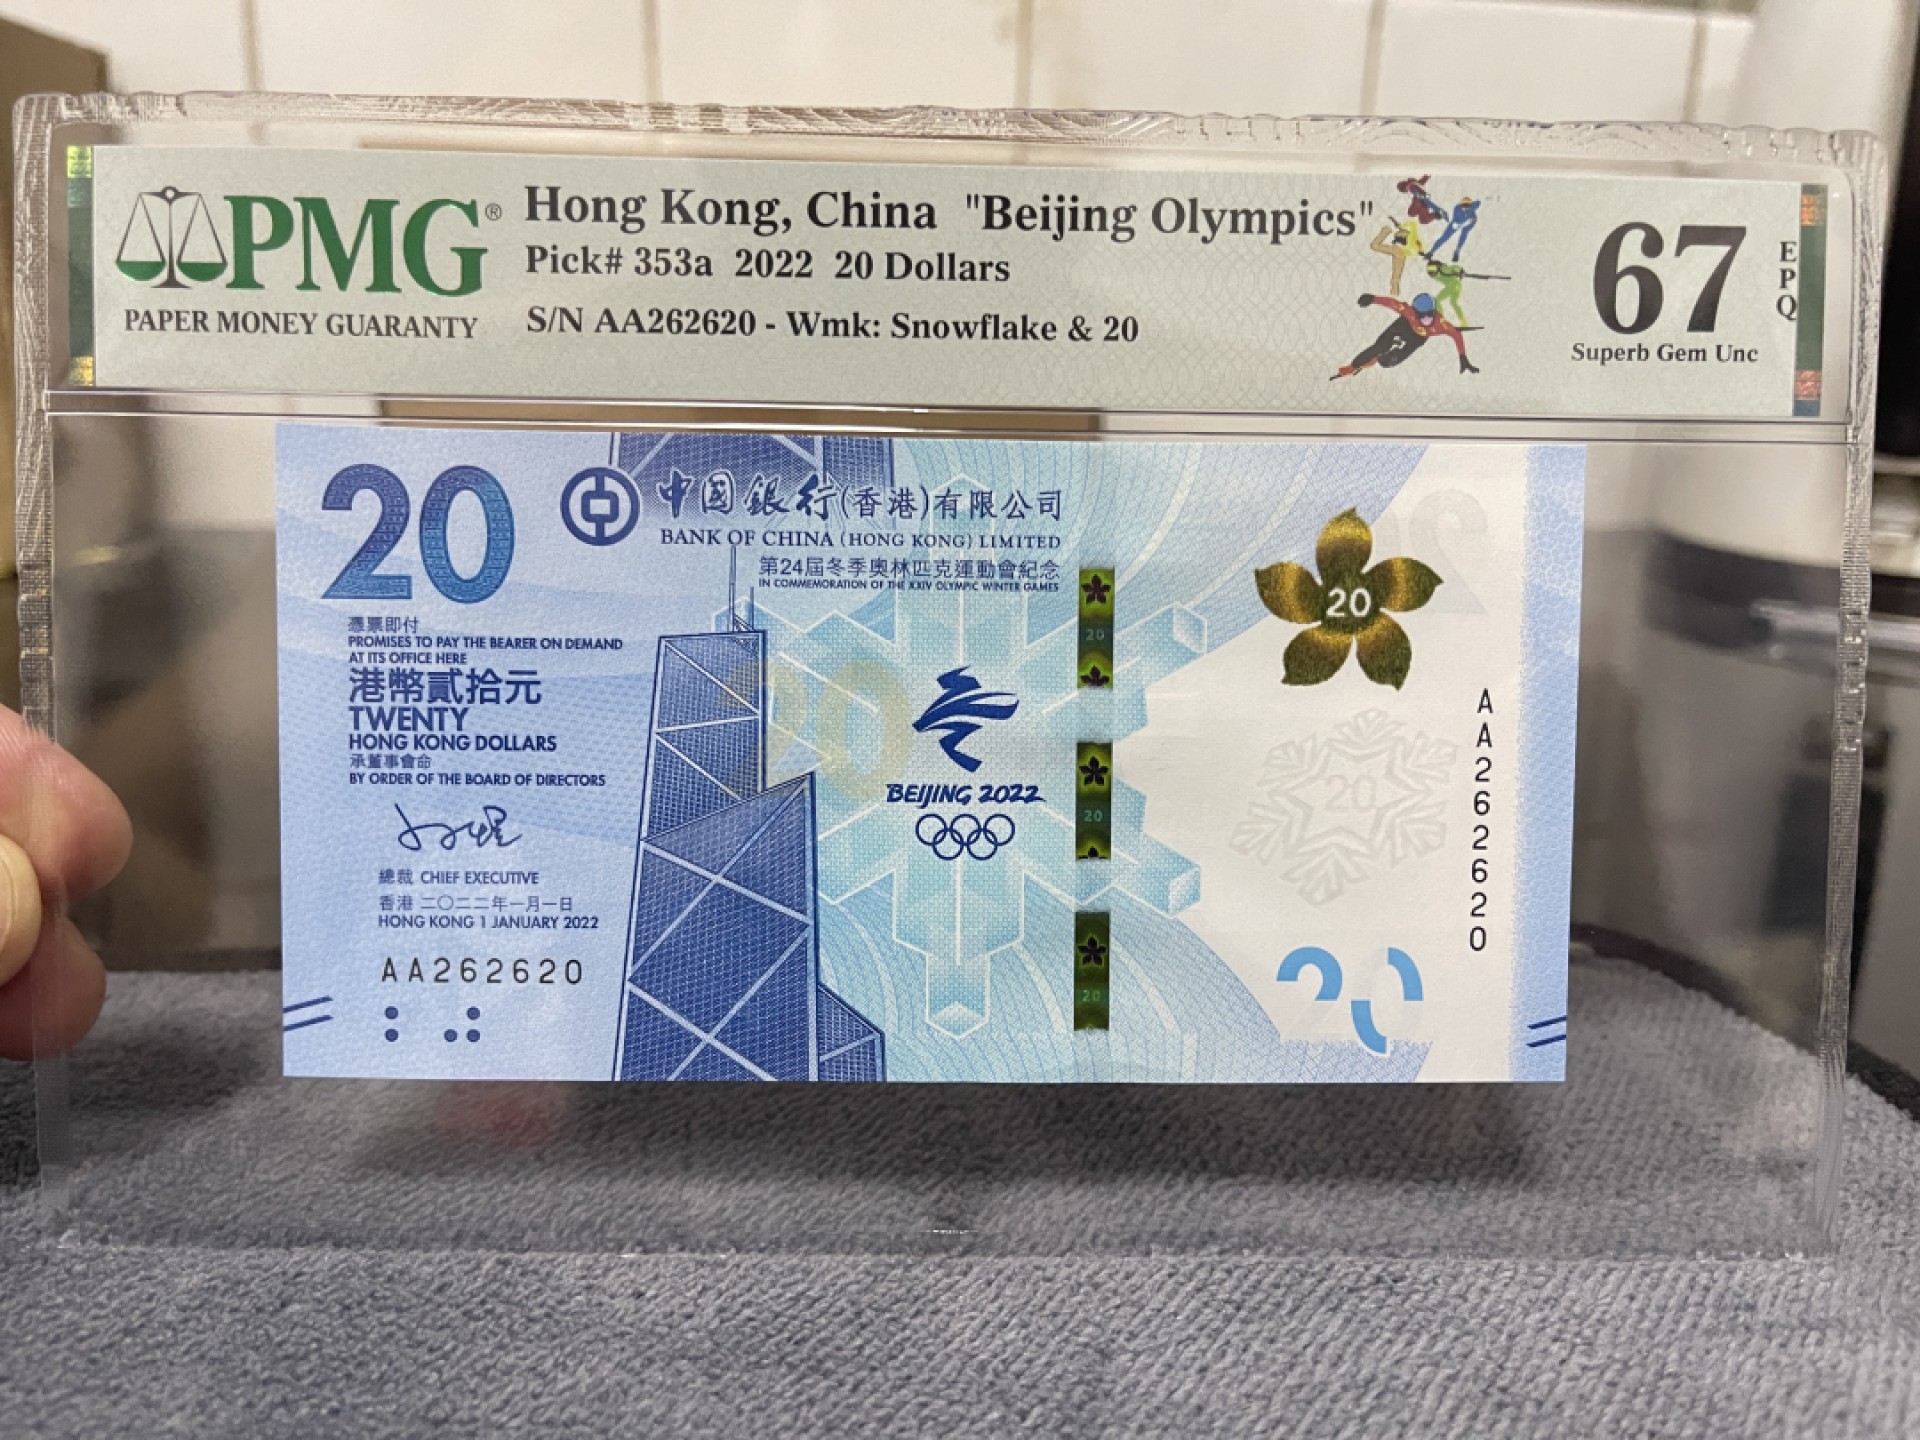 PMG®
PAPER MONEY GUARANTY
Hong Kong, China "Beijing Olympics"
Pick# 353a 2022 20 Dollars
S/N AA262620 - Wmk: Snowflake & 20
67
EPQ
Superb Gem Unc
20
中国銀行(香港)有限公司
BANK OF CHINA (HONG KONG) LIMITED
第24屆冬季奧林匹克運動會紀念
IN COMMEMORATION OF THE XXIV OLYMPIC WINTER GAMES
憑票即付
PROMISES TO PAY THE BEARER ON DEMAND
AT ITS OFFICE HERE
港幣貳拾元
TWENTY
HONG KONG DOLLARS
承董事會命
BY ORDER OF THE BOARD OF DIRECTORS
總裁 CHIEF EXECUTIVE
香港 二〇二二年一月一日
HONG KONG 1 JANUARY 2022
AA262620
20
BEIJING 2022
20
20
20
20
20
AA262620
20